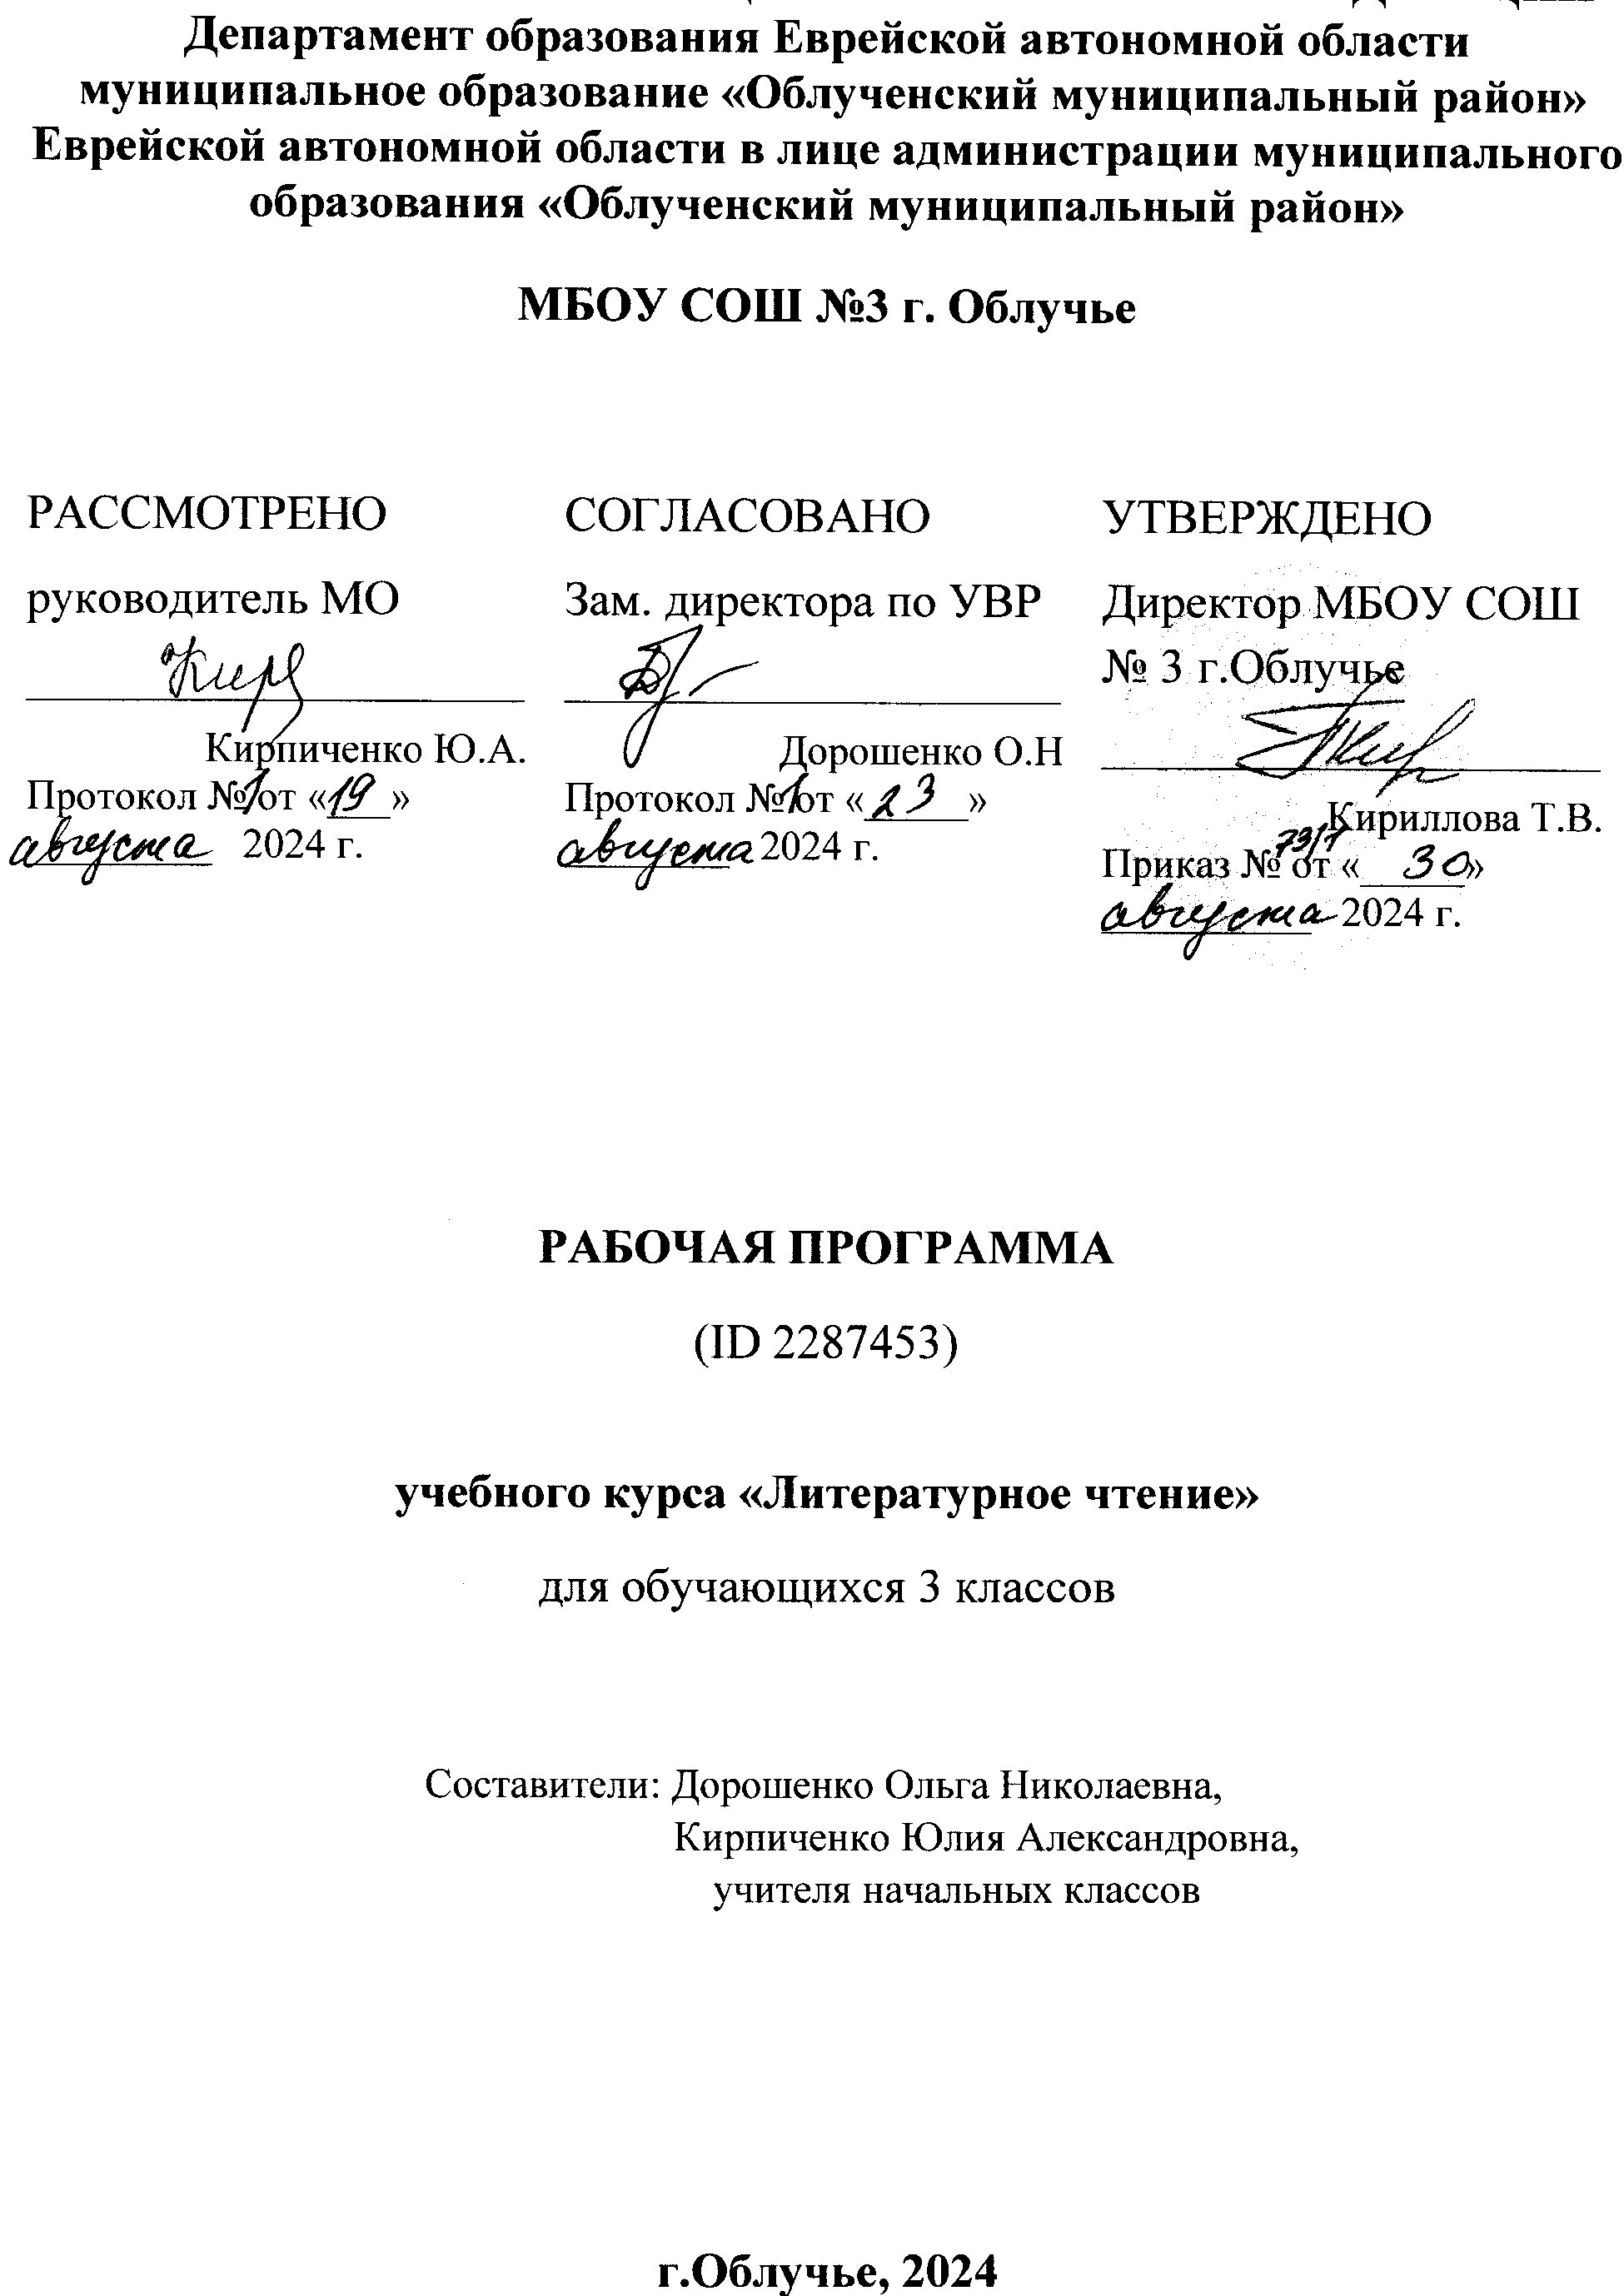 Департамент образования Еврейской автономной области
муниципальное образование «Облученский муниципальный район»
Еврейской автономной области в лице администрации муниципального
образования «Облученский муниципальный район»
МБОУ СОШ №3 г. Облучье
РАССМОТРЕНО
руководитель МО
Кирпиченко Ю.А.
Протокол №1 от «19»
августа 2024 г.
СОГЛАСОВАНО
Зам. директора по УВР
Дорошенко О.Н
Протокол №1 от «23»
августа 2024 г.
УТВЕРЖДЕНО
Директор МБОУ СОШ
№ 3 г.Облучье
Кириллова Т.В.
Приказ № 73/1 от «30»
августа 2024 г.
РАБОЧАЯ ПРОГРАММА
(ID 2287453)
учебного курса «Литературное чтение»
для обучающихся 3 классов
Составители: Дорошенко Ольга Николаевна,
Кирпиченко Юлия Александровна,
учителя начальных классов
г.Облучье, 2024